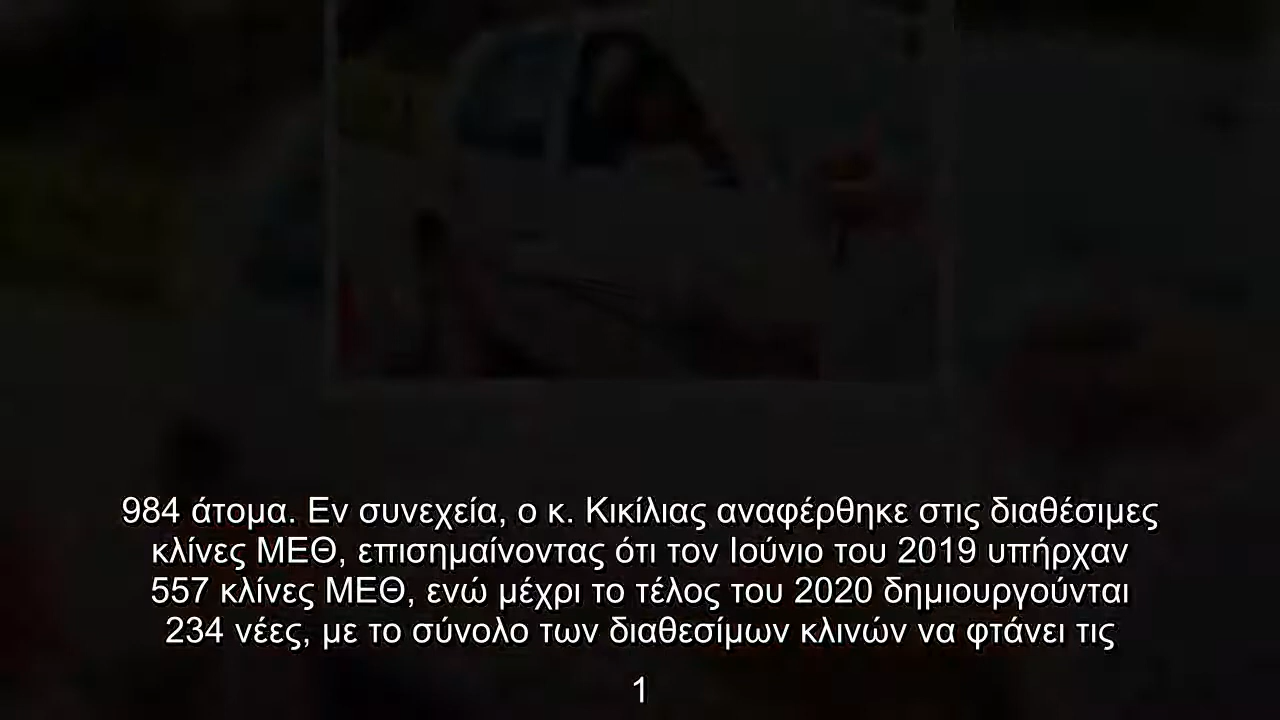 984 άτομα. Εν συνεχεία, ο κ. Κικίλιας αναφέρθηκε στις διαθέσιμες
κλίνες ΜΕΘ, επισημαίνοντας ότι τον Ιούνιο του 2019 υπήρχαν
557 κλίνες ΜΕΘ, ενώ μέχρι το τέλος του 2020 δημιουργούνται
234 νέες, με το σύνολο των διαθεσίμων κλινών να φτάνει τις
1